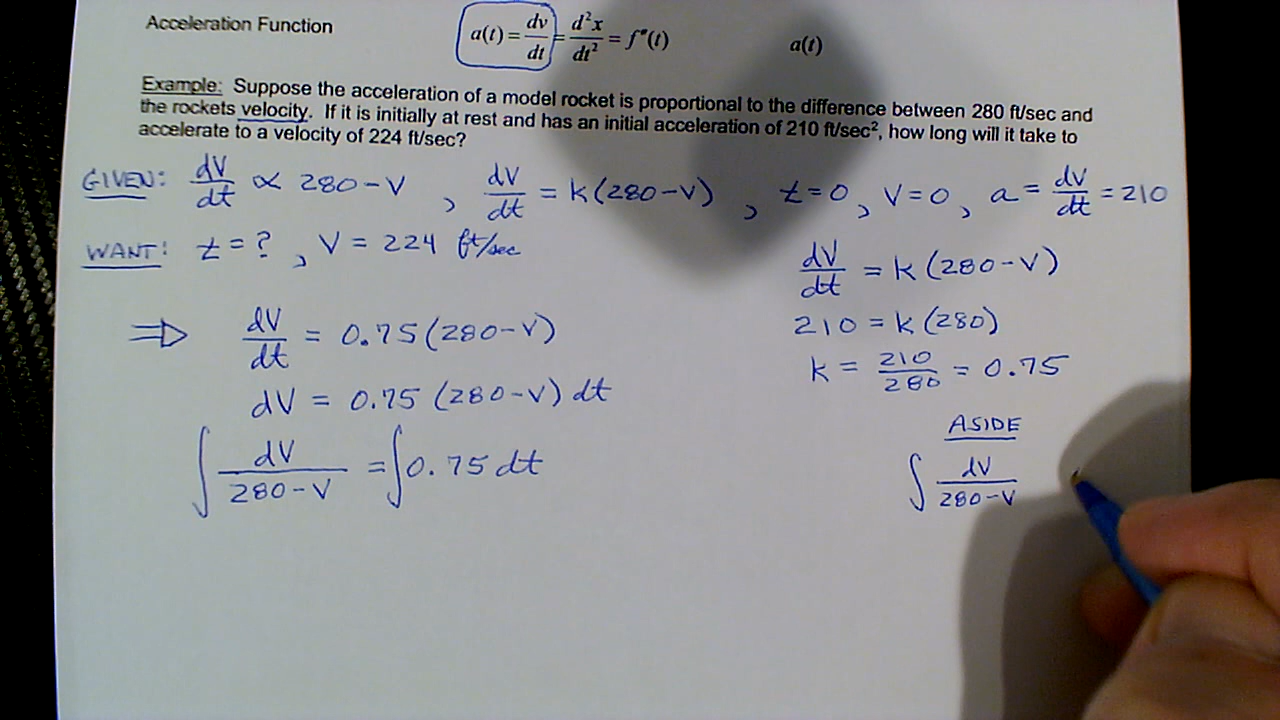 Acceleration Function a(t) = dv/dt = d²x/dt² = f″(t) a(t)
Example: Suppose the acceleration of a model rocket is proportional to the difference between 280 ft/sec and
the rockets velocity. If it is initially at rest and has an initial acceleration of 210 ft/sec², how long will it take to
accelerate to a velocity of 224 ft/sec?
GIVEN: dV/dt ∝ 280-V , dV/dt = k(280-V) , t=0, V=0, a = dV/dt = 210
WANT: t = ? , V = 224 ft/sec
⇒ dV/dt = 0.75(280-V)
dV = 0.75 (280-V) dt
∫ dV/(280-V) = ∫ 0.75 dt
dV/dt = k(280-V)
210 = k(280)
k = 210/280 = 0.75
ASIDE
∫ dV/(280-V)